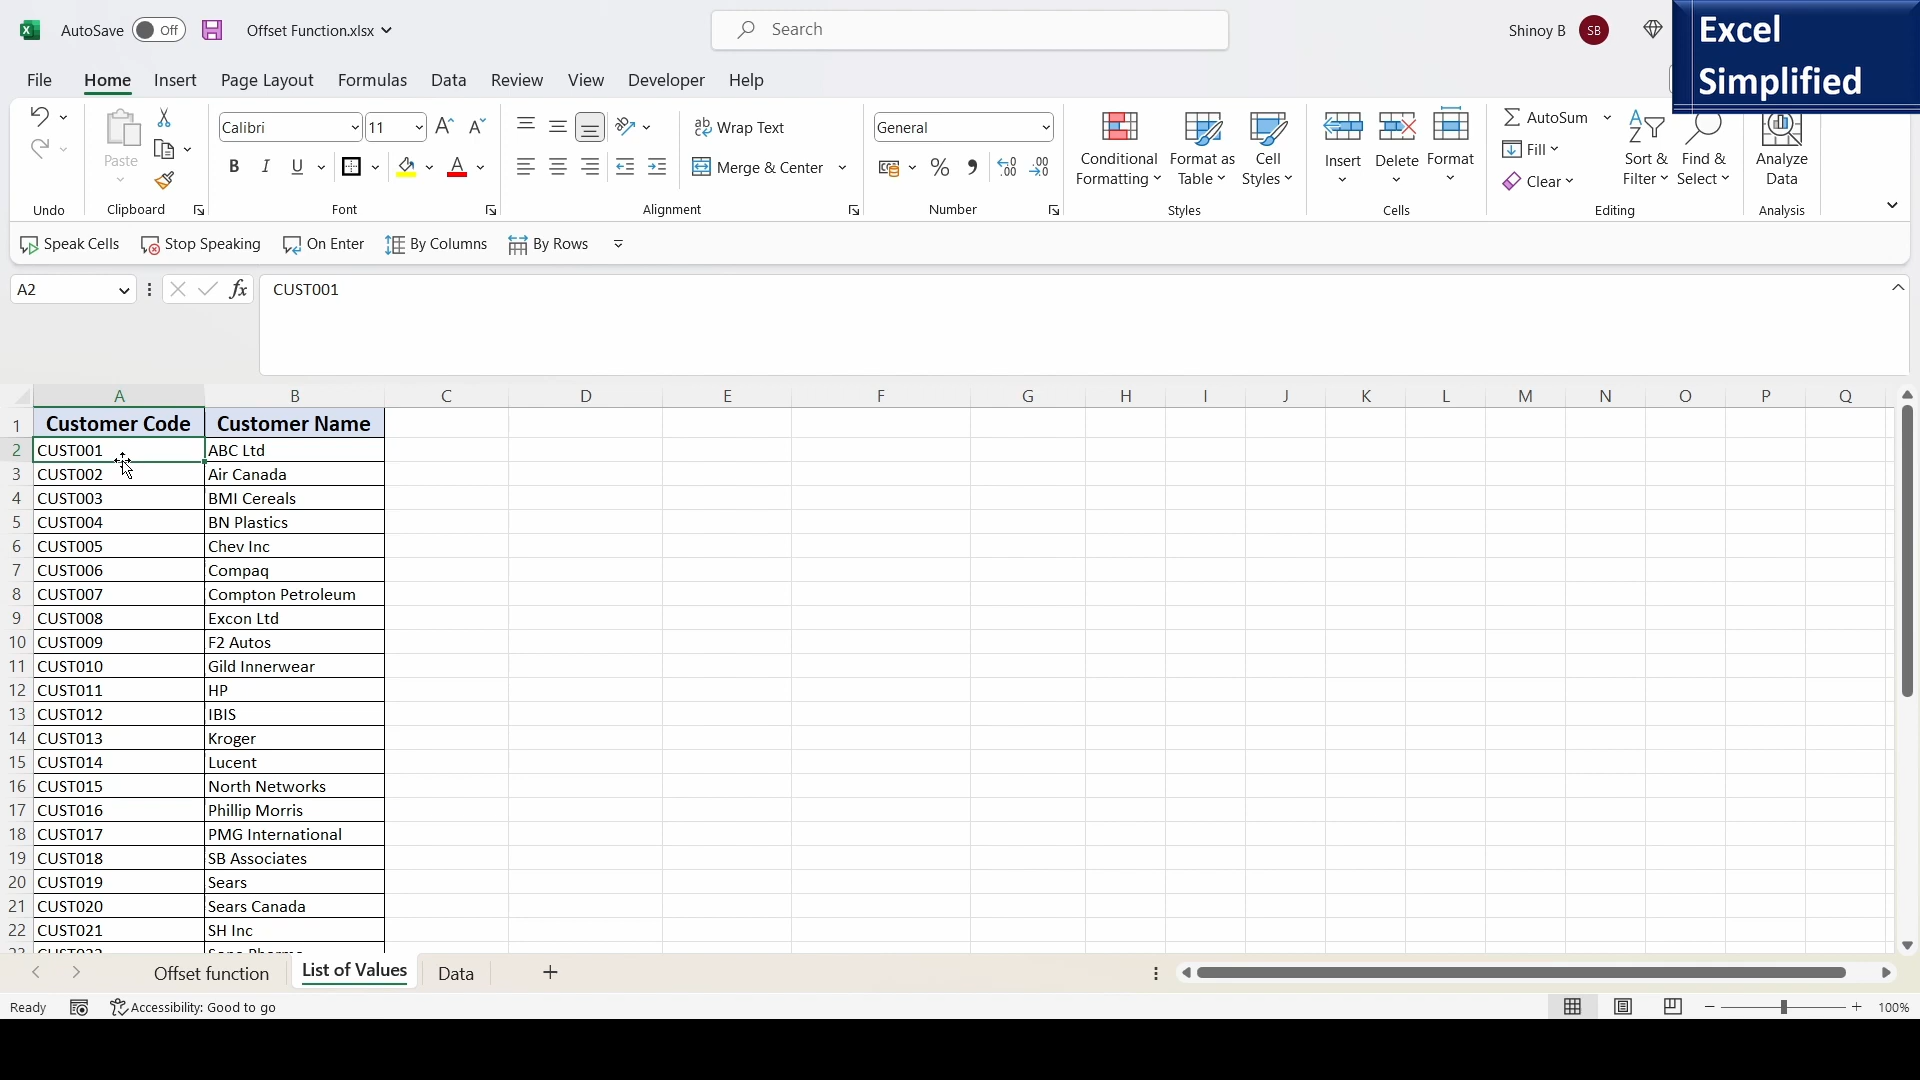 AutoSave Off Offset Function.xlsx Search Shinoy B SB
Excel
Simplified
File Home Insert Page Layout Formulas Data Review View Developer Help
Paste Calibri 11 Wrap Text General Conditional Formatting Format as Table Cell Styles Insert Delete Format AutoSum Sort & Filter Find & Select Analyze Data
B I U A Merge & Center % Fill Clear
Undo Clipboard Font Alignment Number Styles Cells Editing Analysis
Speak Cells Stop Speaking On Enter By Columns By Rows
A2 fx CUST001
A B C D E F G H I J K L M N O P Q
1 Customer Code Customer Name
2 CUST001 ABC Ltd
3 CUST002 Air Canada
4 CUST003 BMI Cereals
5 CUST004 BN Plastics
6 CUST005 Chev Inc
7 CUST006 Compaq
8 CUST007 Compton Petroleum
9 CUST008 Excon Ltd
10 CUST009 F2 Autos
11 CUST010 Gild Innerwear
12 CUST011 HP
13 CUST012 IBIS
14 CUST013 Kroger
15 CUST014 Lucent
16 CUST015 North Networks
17 CUST016 Phillip Morris
18 CUST017 PMG International
19 CUST018 SB Associates
20 CUST019 Sears
21 CUST020 Sears Canada
22 CUST021 SH Inc
Offset function List of Values Data
Ready Accessibility: Good to go 100%